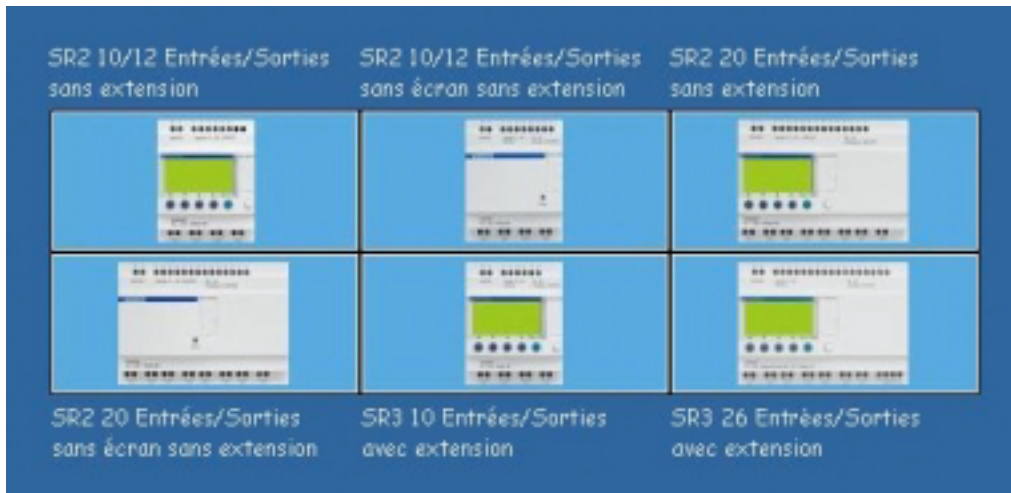 SR2 10/12 Entrées/Sorties
sans extension
SR2 10/12 Entrées/Sorties
sans écran sans extension
SR2 20 Entrées/Sorties
sans extension
SR2 20 Entrées/Sorties
sans écran sans extension
SR3 10 Entrées/Sorties
avec extension
SR3 26 Entrées/Sorties
avec extension